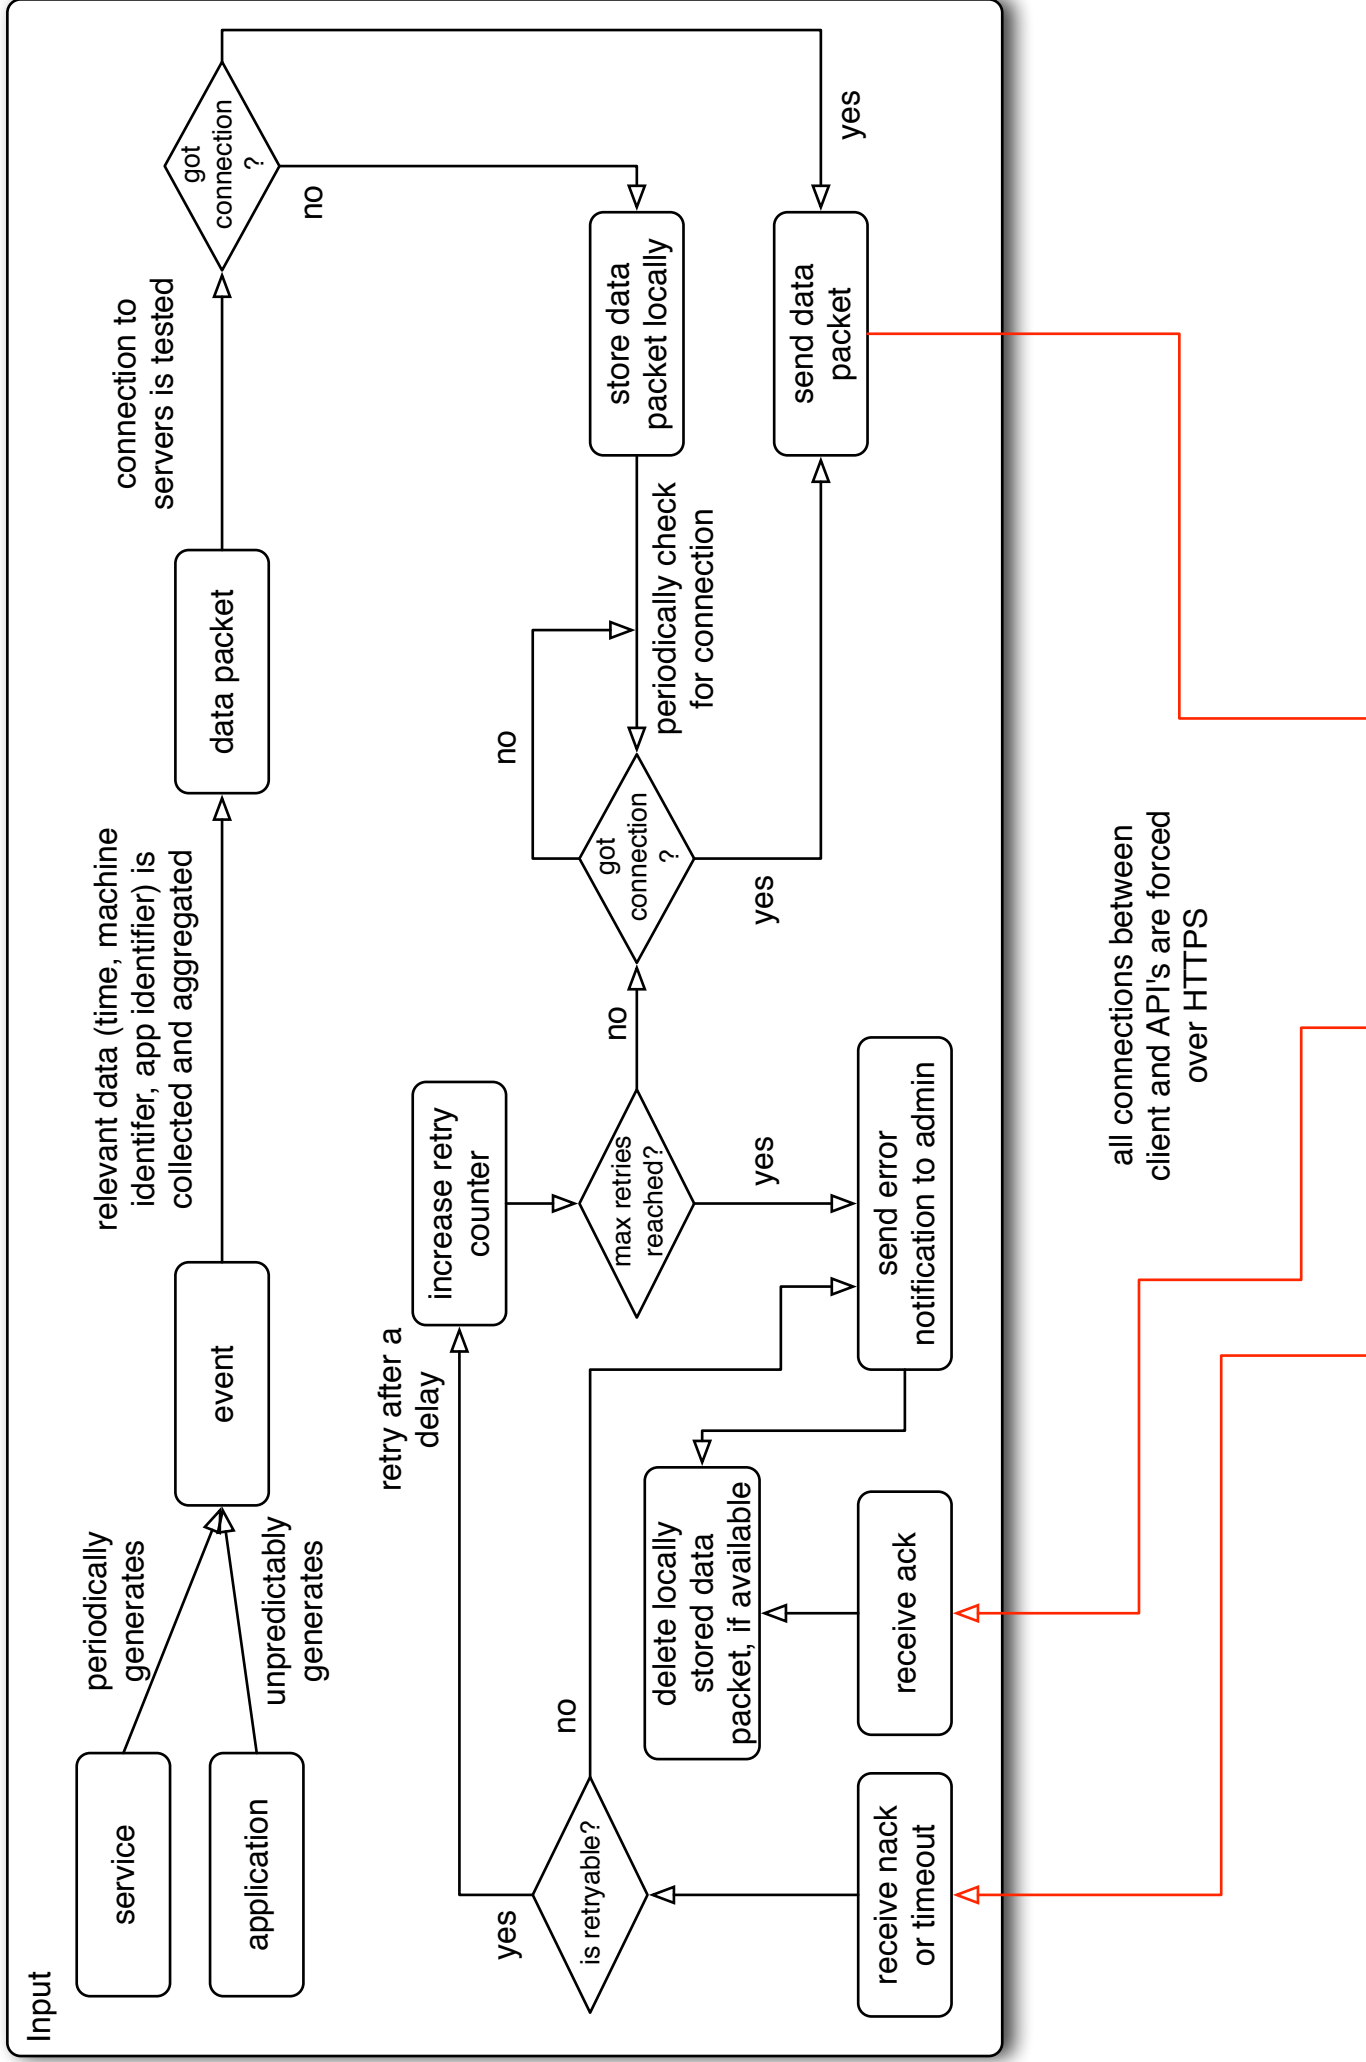 Input
service
application
periodically
generates
unpredictably
generates
event
relevant data (time, machine
identifer, app identifier) is
collected and aggregated
data packet
connection to
servers is tested
got
connection
?
no
yes
store data
packet locally
send data
packet
periodically check
for connection
no
got
connection
?
yes
no
max retries
reached?
yes
increase retry
counter
retry after a
delay
send error
notification to admin
delete locally
stored data
packet, if available
receive ack
no
is retryable?
yes
receive nack
or timeout
all connections between
client and API's are forced
over HTTPS